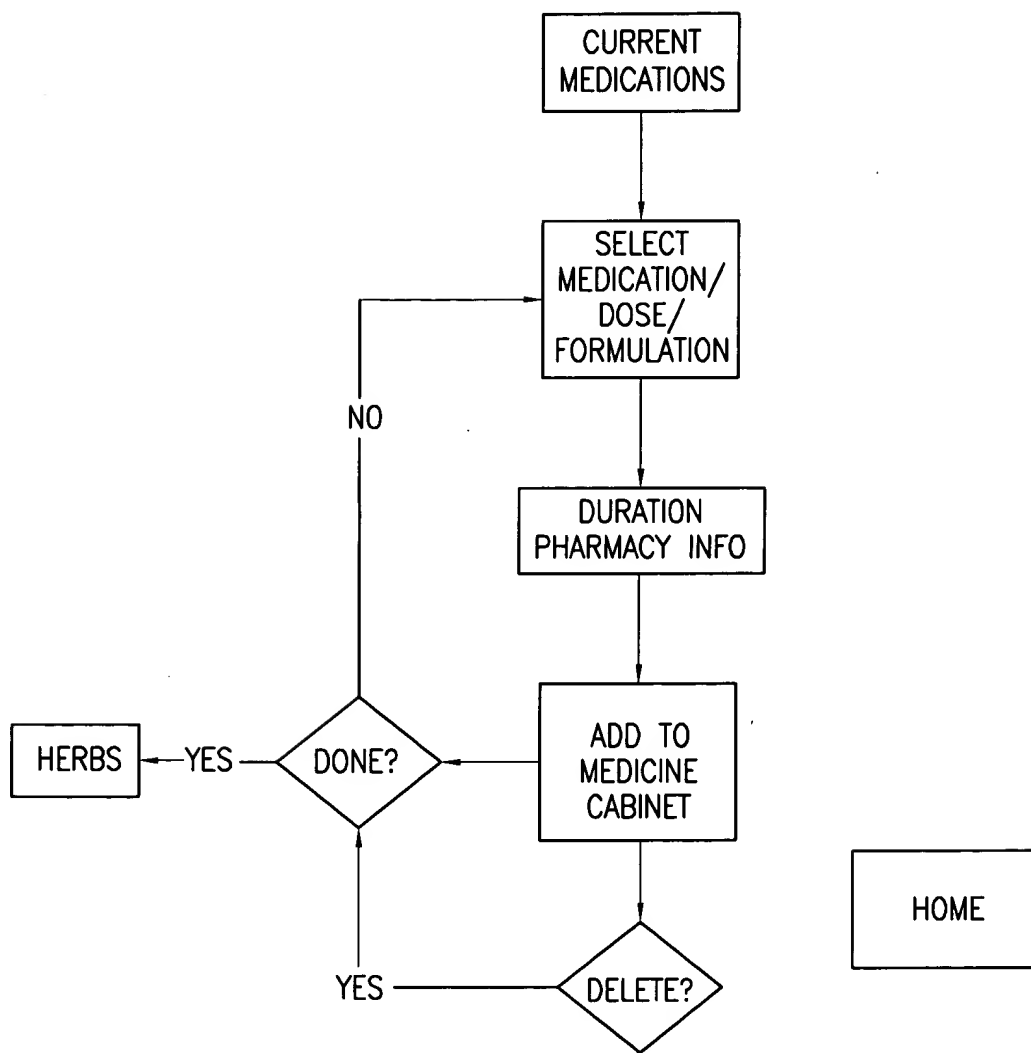 CURRENT
MEDICATIONS
SELECT
MEDICATION/
DOSE/
FORMULATION
NO
DURATION
PHARMACY INFO
HERBS
YES
DONE?
ADD TO
MEDICINE
CABINET
HOME
YES
DELETE?